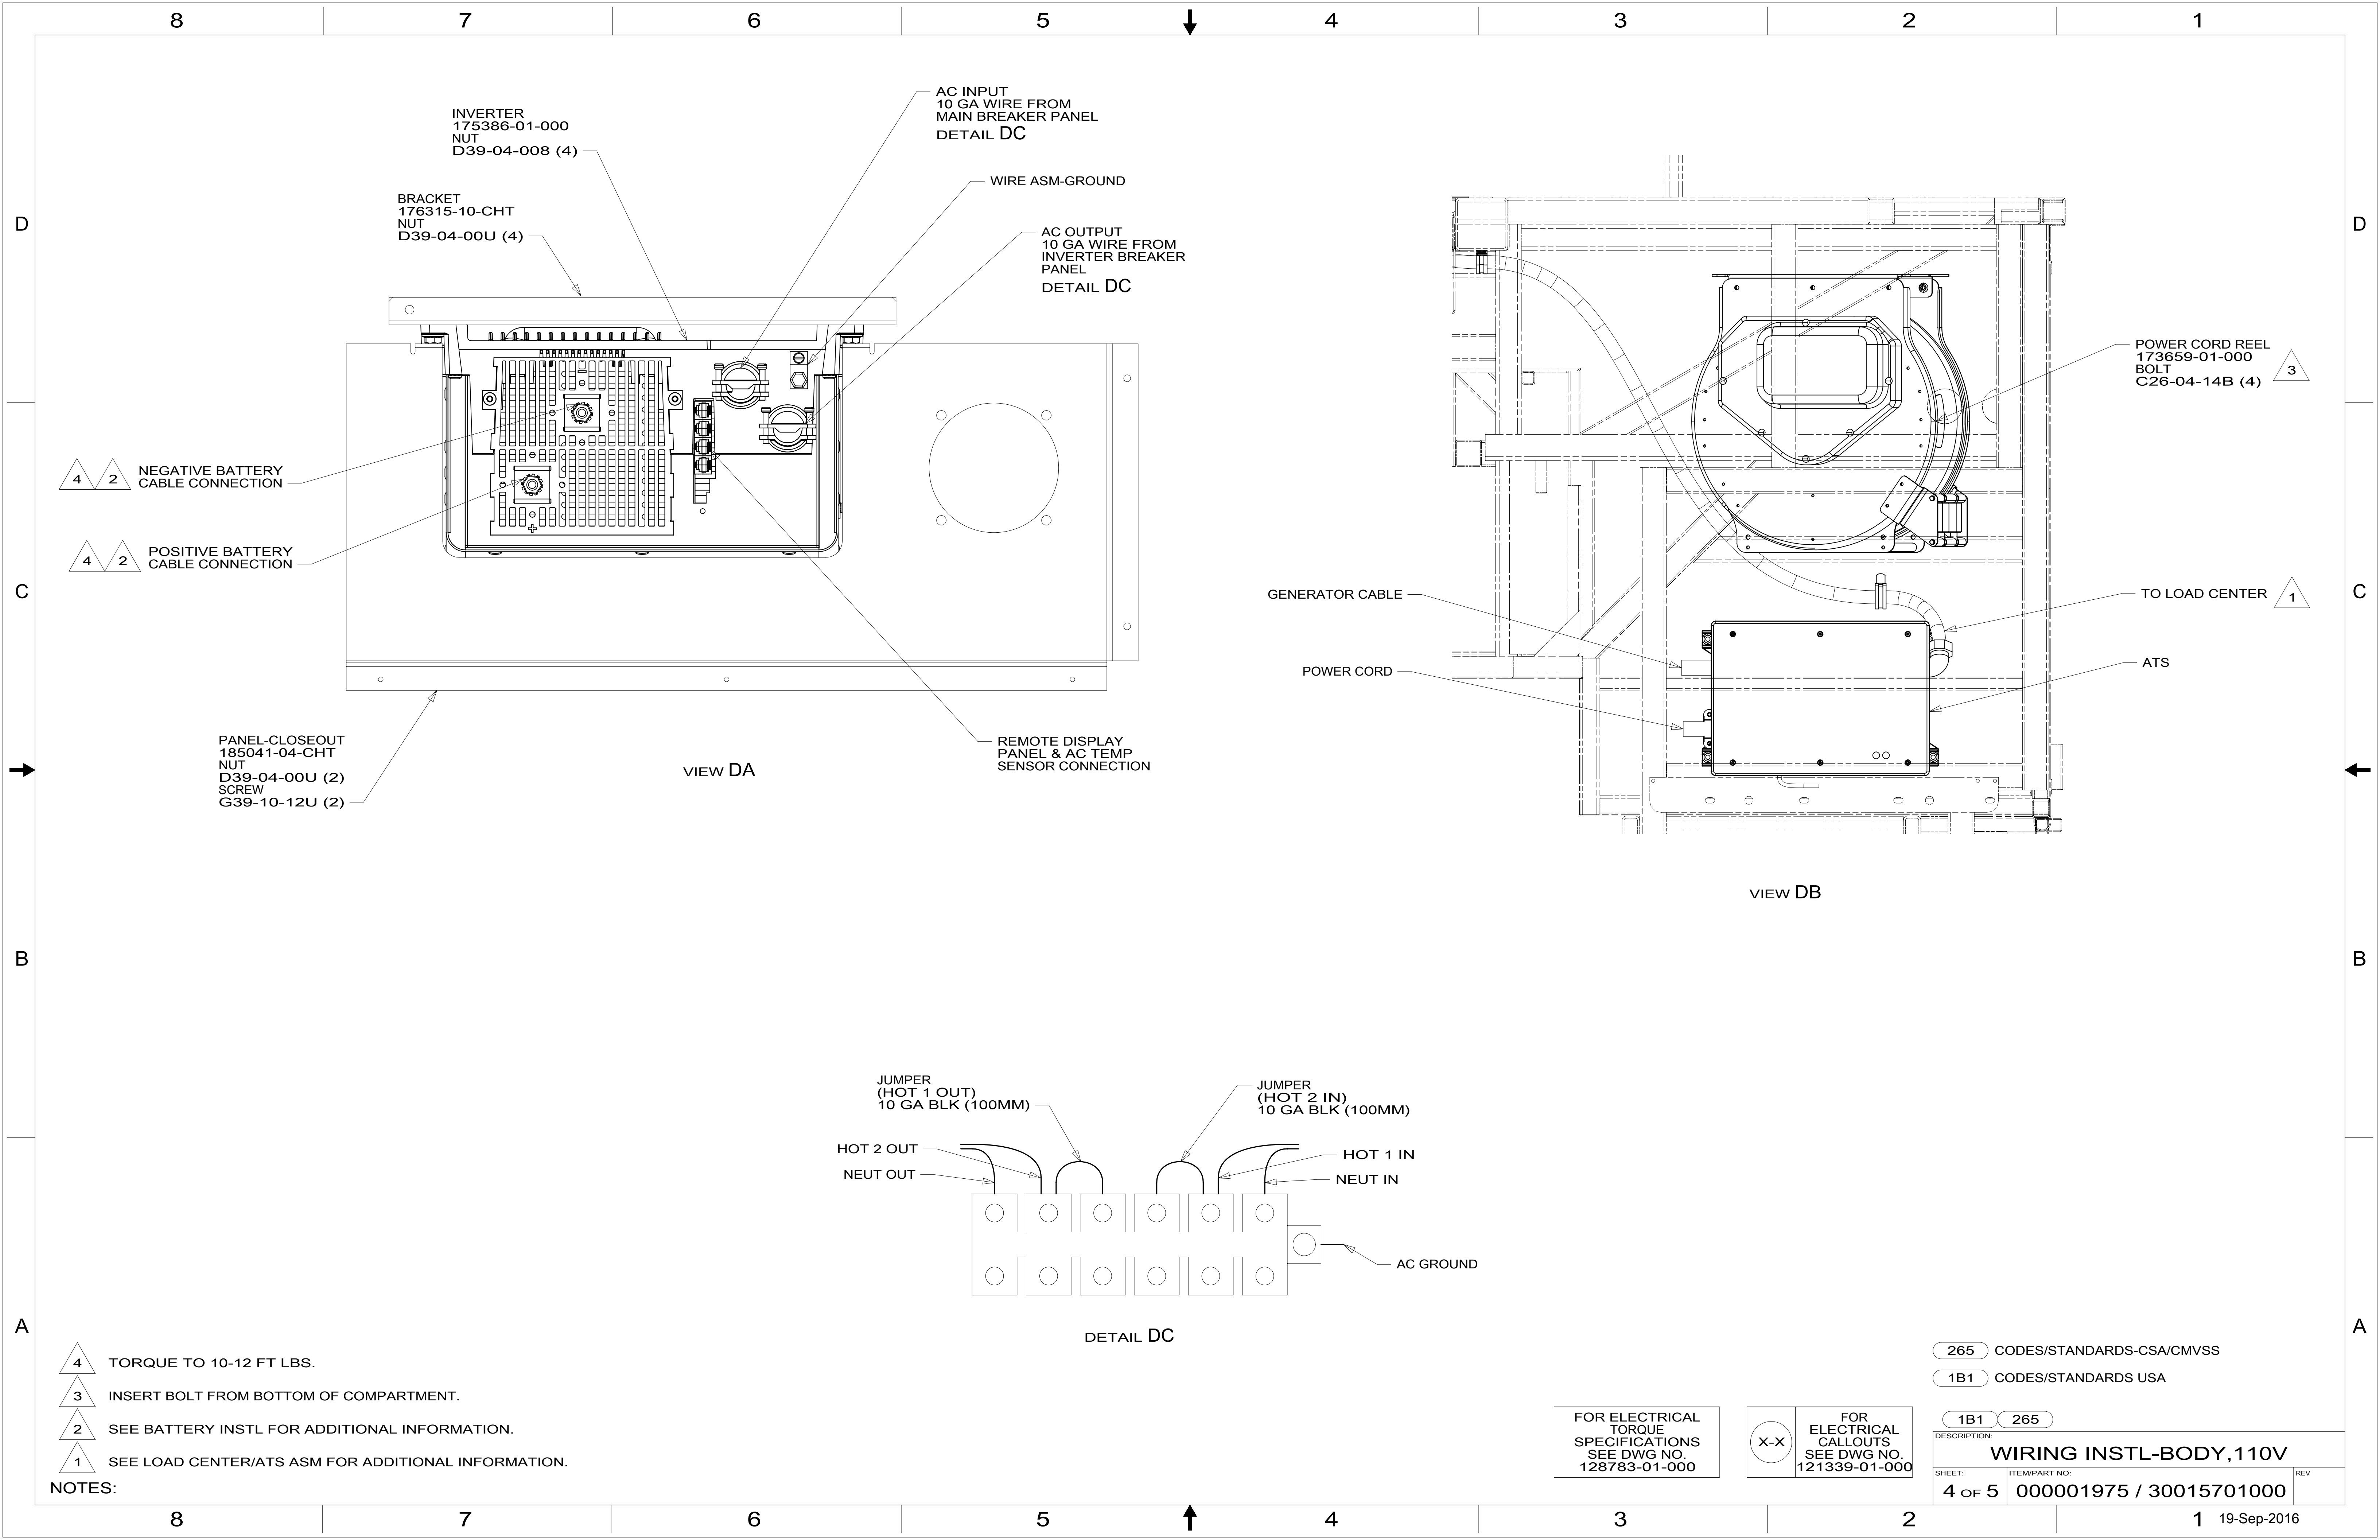 8 7 6 5 4 3 2 1
D
D
C
C
B
B
A
A
INVERTER
175386-01-000
NUT
D39-04-008 (4)
BRACKET
176315-10-CHT
NUT
D39-04-00U (4)
AC INPUT
10 GA WIRE FROM
MAIN BREAKER PANEL
DETAIL DC
WIRE ASM-GROUND
AC OUTPUT
10 GA WIRE FROM
INVERTER BREAKER
PANEL
DETAIL DC
4 2 NEGATIVE BATTERY
CABLE CONNECTION
4 2 POSITIVE BATTERY
CABLE CONNECTION
PANEL-CLOSEOUT
185041-04-CHT
NUT
D39-04-00U (2)
SCREW
G39-10-12U (2)
REMOTE DISPLAY
PANEL & AC TEMP
SENSOR CONNECTION
VIEW DA
POWER CORD REEL
173659-01-000
BOLT
C26-04-14B (4)
3
GENERATOR CABLE
POWER CORD
TO LOAD CENTER 1
ATS
VIEW DB
JUMPER
(HOT 1 OUT)
10 GA BLK (100MM)
JUMPER
(HOT 2 IN)
10 GA BLK (100MM)
HOT 2 OUT
NEUT OUT
HOT 1 IN
NEUT IN
AC GROUND
DETAIL DC
4 TORQUE TO 10-12 FT LBS.
3 INSERT BOLT FROM BOTTOM OF COMPARTMENT.
2 SEE BATTERY INSTL FOR ADDITIONAL INFORMATION.
1 SEE LOAD CENTER/ATS ASM FOR ADDITIONAL INFORMATION.
NOTES:
FOR ELECTRICAL
TORQUE
SPECIFICATIONS
SEE DWG NO.
128783-01-000
X-X
FOR
ELECTRICAL
CALLOUTS
SEE DWG NO.
121339-01-000
265 CODES/STANDARDS-CSA/CMVSS
1B1 CODES/STANDARDS USA
1B1 265
DESCRIPTION:
WIRING INSTL-BODY,110V
SHEET:
4 OF 5
ITEM/PART NO:
000001975 / 30015701000
REV
8 7 6 5 4 3 2 1
19-Sep-2016